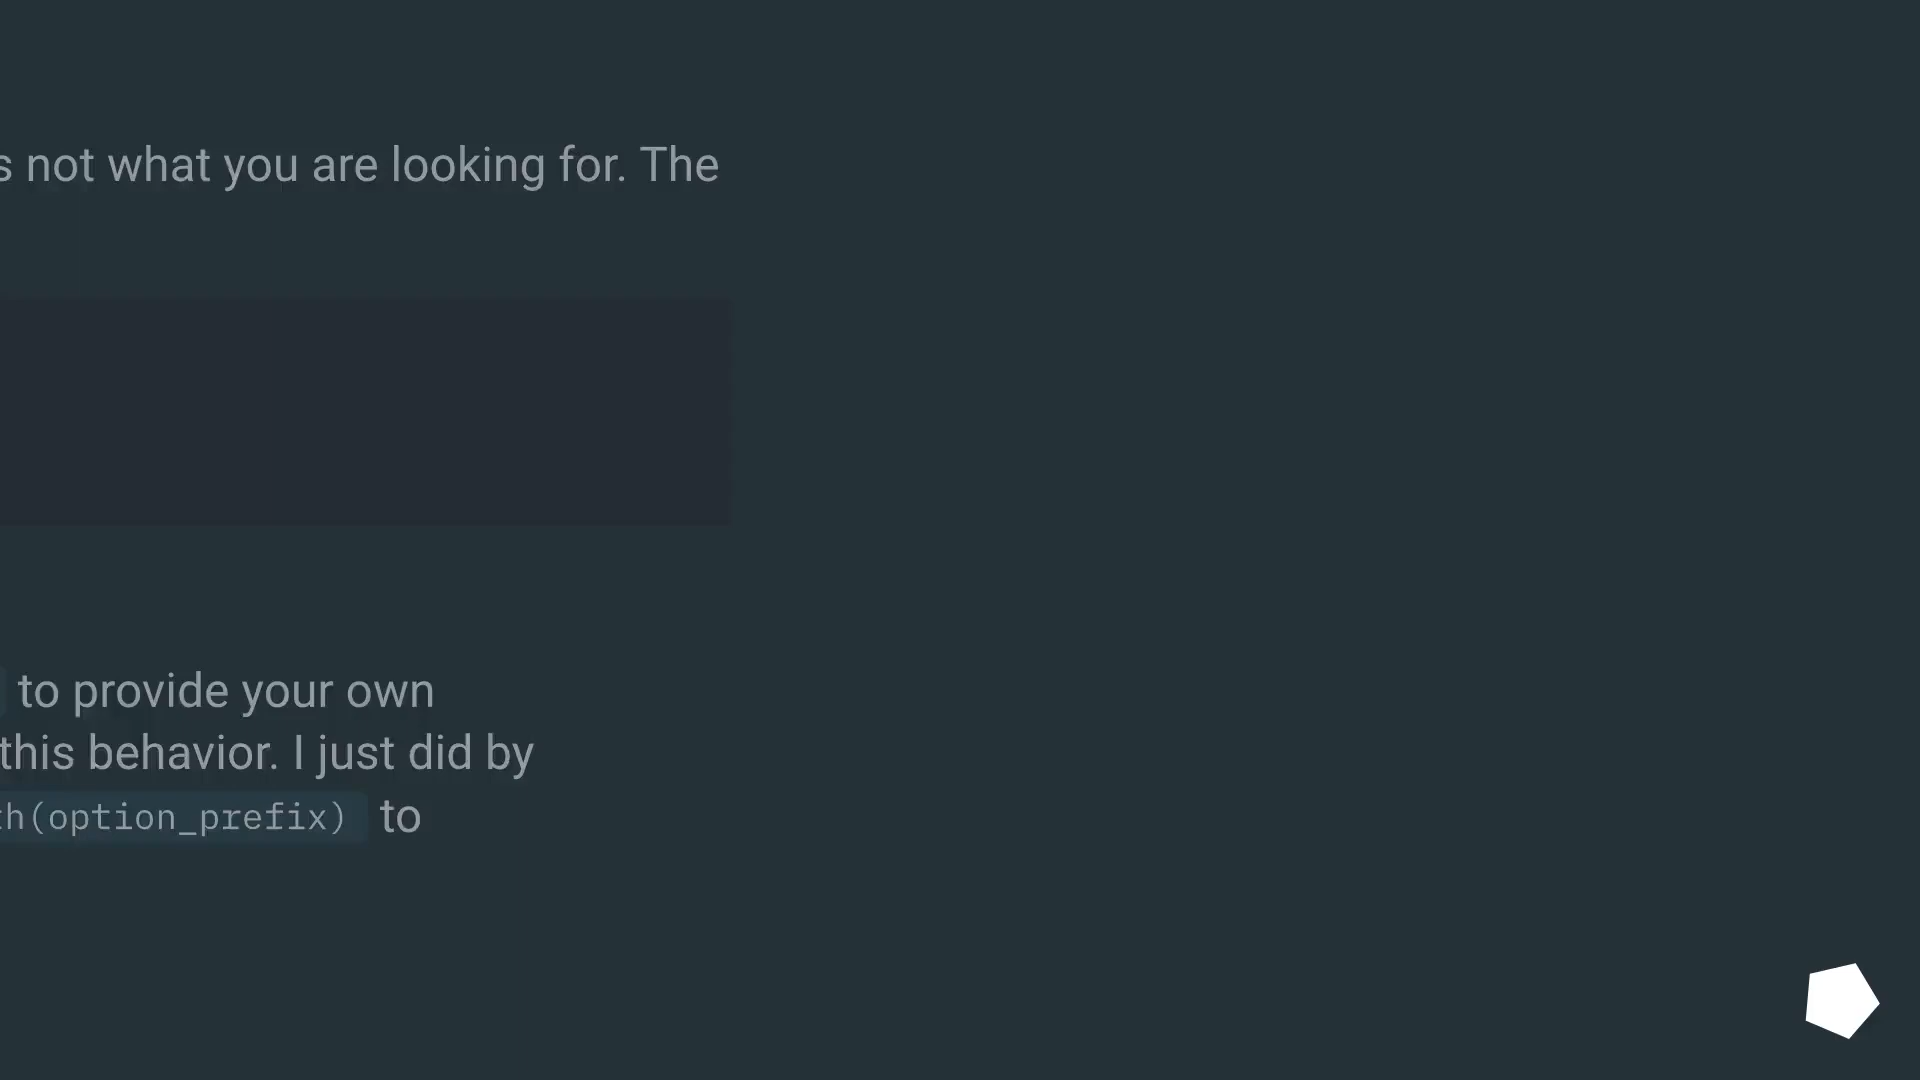 not what you are looking for. The
to provide your own
this behavior. I just did by
(option_prefix) to